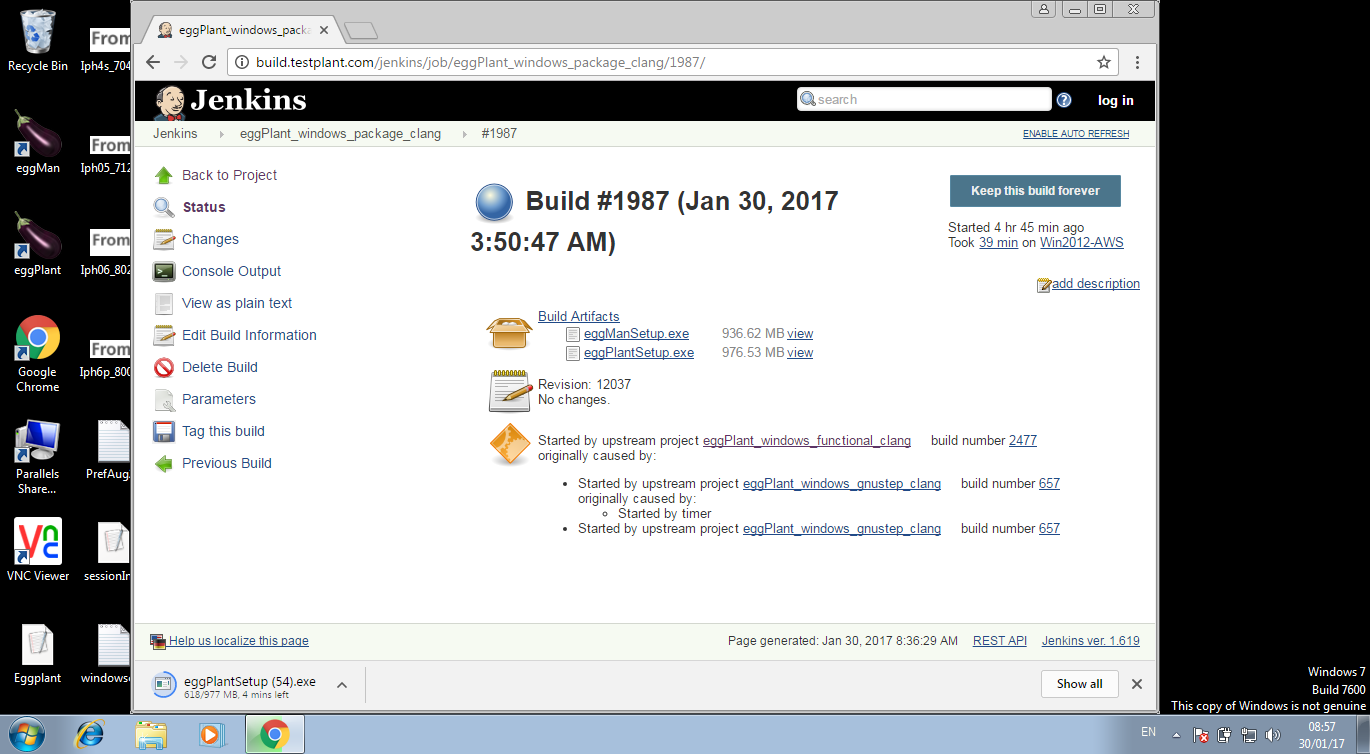 eggPlant_windows_packa
build.testplant.com/jenkins/job/eggPlant_windows_package_clang/1987/
Jenkins
search
log in
Jenkins eggPlant_windows_package_clang #1987
ENABLE AUTO REFRESH
Back to Project
Status
Changes
Console Output
View as plain text
Edit Build Information
Delete Build
Parameters
Tag this build
Previous Build
Build #1987 (Jan 30, 2017
3:50:47 AM)
Keep this build forever
Started 4 hr 45 min ago
Took 39 min on Win2012-AWS
add description
Build Artifacts
eggManSetup.exe 936.62 MB view
eggPlantSetup.exe 976.53 MB view
Revision: 12037
No changes.
Started by upstream project eggPlant_windows_functional_clang build number 2477
originally caused by:
Started by upstream project eggPlant_windows_gnustep_clang build number 657
originally caused by:
Started by timer
Started by upstream project eggPlant_windows_gnustep_clang build number 657
Help us localize this page
Page generated: Jan 30, 2017 8:36:29 AM REST API Jenkins ver. 1.619
eggPlantSetup (54).exe
618/977 MB, 4 mins left
Show all
Recycle Bin
From
Iph4s_704
eggMan
From
Iph05_712
eggPlant
From
Iph06_802
Google
Chrome
From
Iph6p_800
Parallels
Share...
PrefAug
VNC Viewer
sessionIn
Eggplant
windowse
Windows 7
Build 7600
This copy of Windows is not genuine
EN
08:57
30/01/17